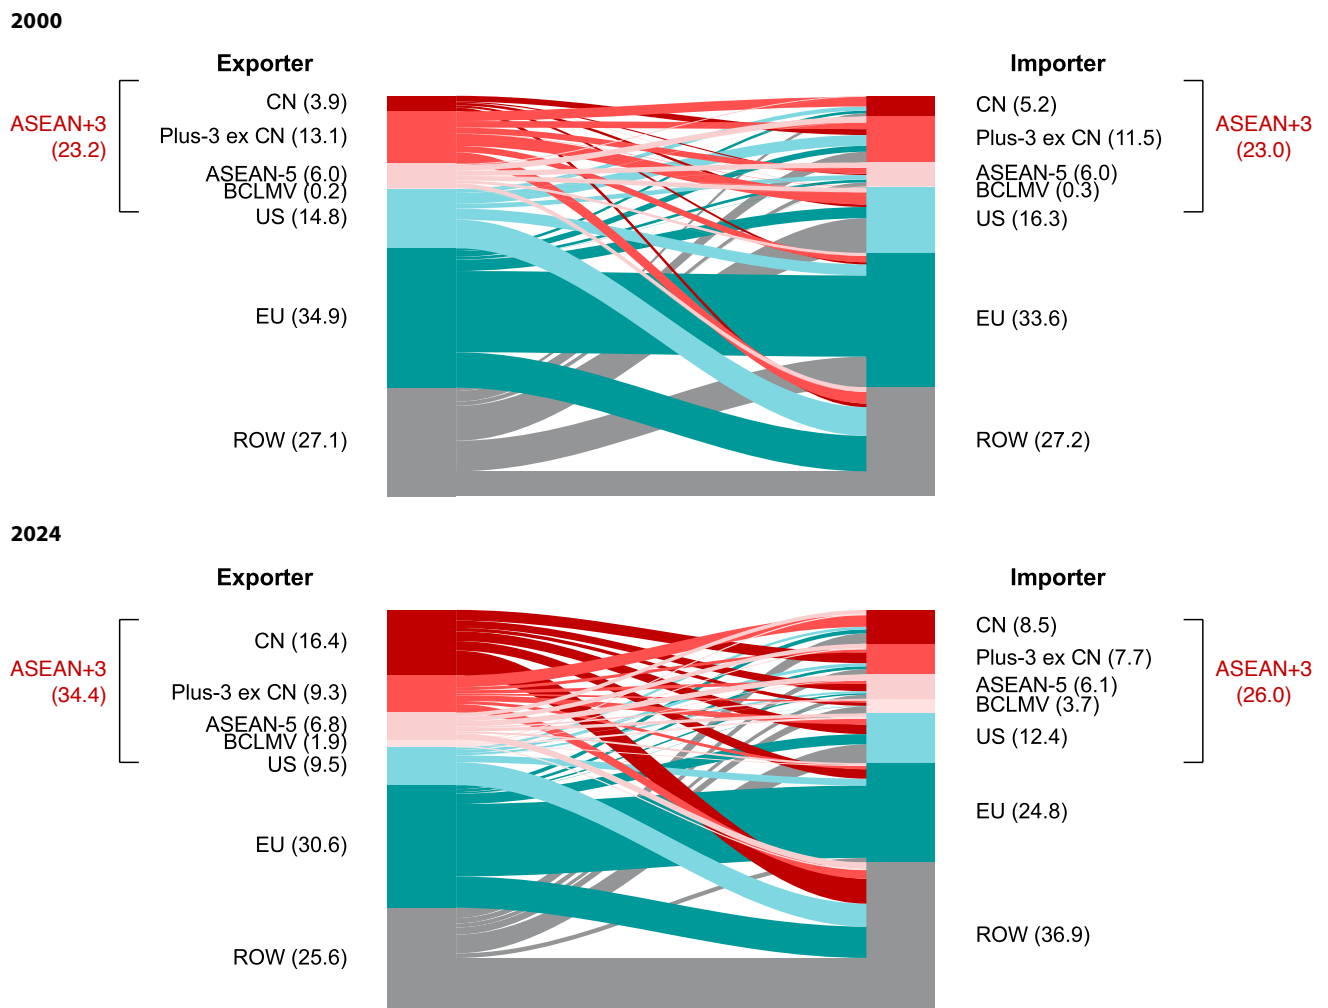 2000
Exporter
Importer
ASEAN+3
(23.2)
CN (3.9)
Plus-3 ex CN (13.1)
ASEAN-5 (6.0)
BCLMV (0.2)
US (14.8)
EU (34.9)
ROW (27.1)
CN (5.2)
Plus-3 ex CN (11.5)
ASEAN-5 (6.0)
BCLMV (0.3)
US (16.3)
EU (33.6)
ROW (27.2)
ASEAN+3
(23.0)
2024
Exporter
Importer
ASEAN+3
(34.4)
CN (16.4)
Plus-3 ex CN (9.3)
ASEAN-5 (6.8)
BCLMV (1.9)
US (9.5)
EU (30.6)
ROW (25.6)
CN (8.5)
Plus-3 ex CN (7.7)
ASEAN-5 (6.1)
BCLMV (3.7)
US (12.4)
EU (24.8)
ROW (36.9)
ASEAN+3
(26.0)